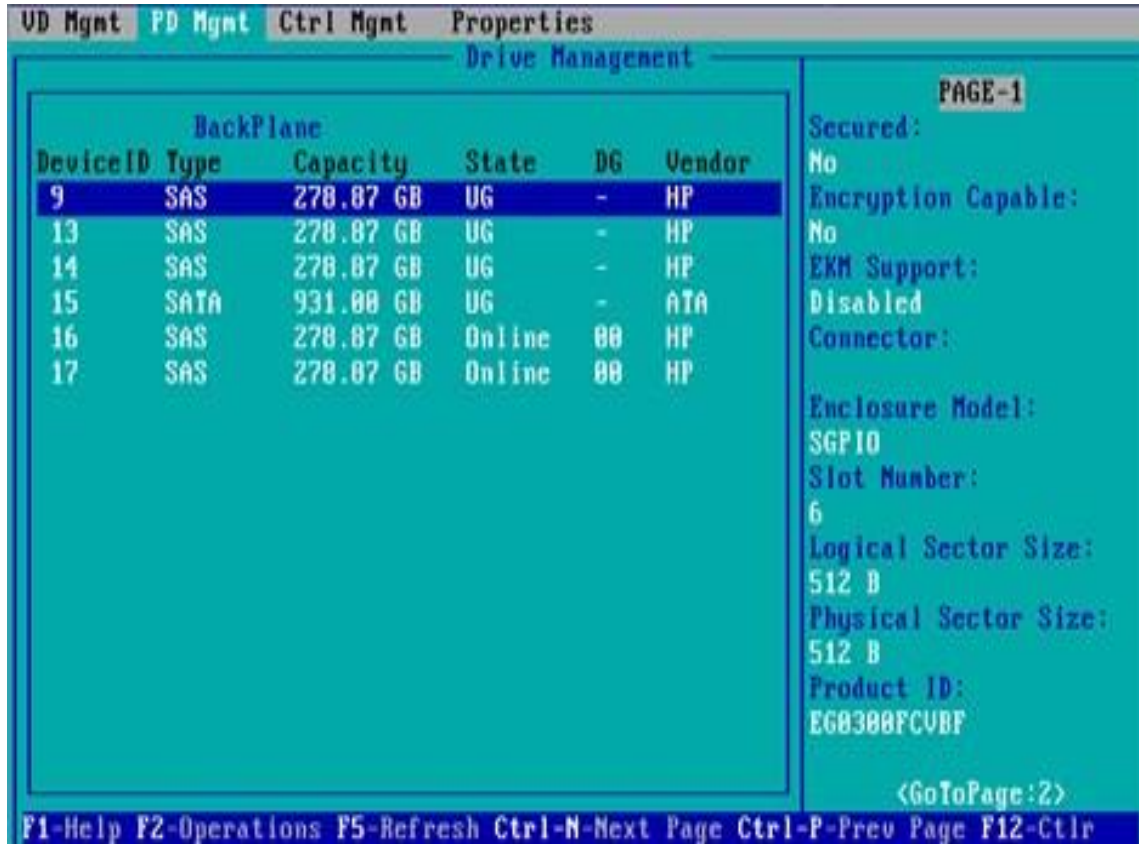 VD Mgmt PD Mgmt Ctrl Mgmt Properties
Drive Management
BackPlane
DeviceID Type Capacity State DG Vendor
9 SAS 278.87 GB UG - HP
13 SAS 278.87 GB UG - HP
14 SAS 278.87 GB UG - HP
15 SATA 931.00 GB UG - ATA
16 SAS 278.87 GB Online 00 HP
17 SAS 278.87 GB Online 00 HP
PAGE-1
Secured:
No
Encryption Capable:
No
EKM Support:
Disabled
Connector:
Enclosure Model:
SGPIO
Slot Number:
6
Logical Sector Size:
512 B
Physical Sector Size:
512 B
Product ID:
EG0300FCVBF
<GoToPage:2>
F1-Help F2-Operations F5-Refresh Ctrl-N-Next Page Ctrl-P-Prev Page F12-Ctlr